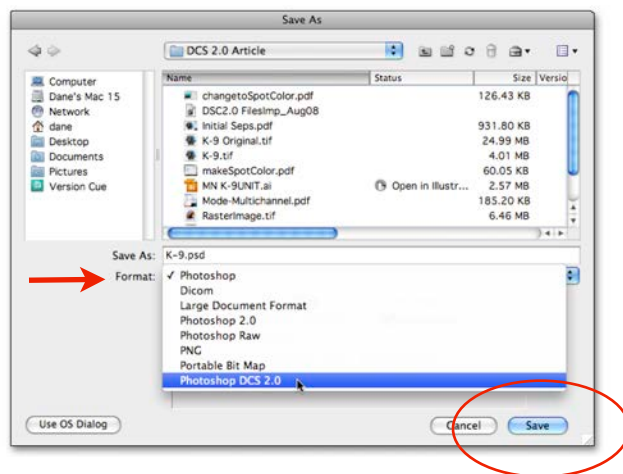 Save As
DCS 2.0 Article
Computer
Dane's Mac 15
Network
dane
Desktop
Documents
Pictures
Version Cue
Name Status Size Versio
changetoSpotColor.pdf 126.43 KB
DSC2.0 FilesImp_Aug08
Initial Seps.pdf 931.80 KB
K-9 Original.tif 24.99 MB
K-9.tif 4.01 MB
makeSpotColor.pdf 60.05 KB
MN K-9UNIT.ai Open in Illustr... 2.57 MB
Mode-Multichannel.pdf 185.20 KB
RasterImage.tif 6.46 MB
Save As: K-9.psd
Format: ✓ Photoshop
Dicom
Large Document Format
Photoshop 2.0
Photoshop Raw
PNG
Portable Bit Map
Photoshop DCS 2.0
Use OS Dialog Cancel Save